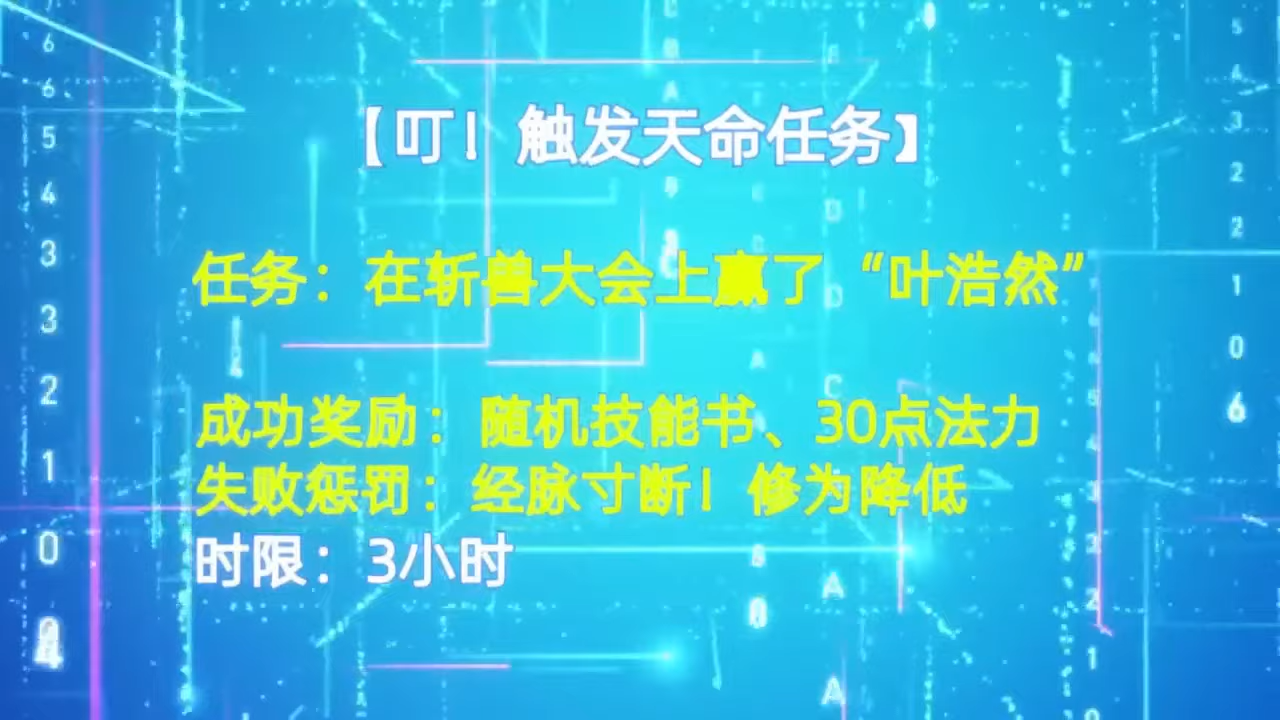 【叮！触发天命任务】
任务：在斩兽大会上赢了“叶浩然”
成功奖励：随机技能书、30点法力
失败惩罚：经脉寸断！修为降低
时限：3小时